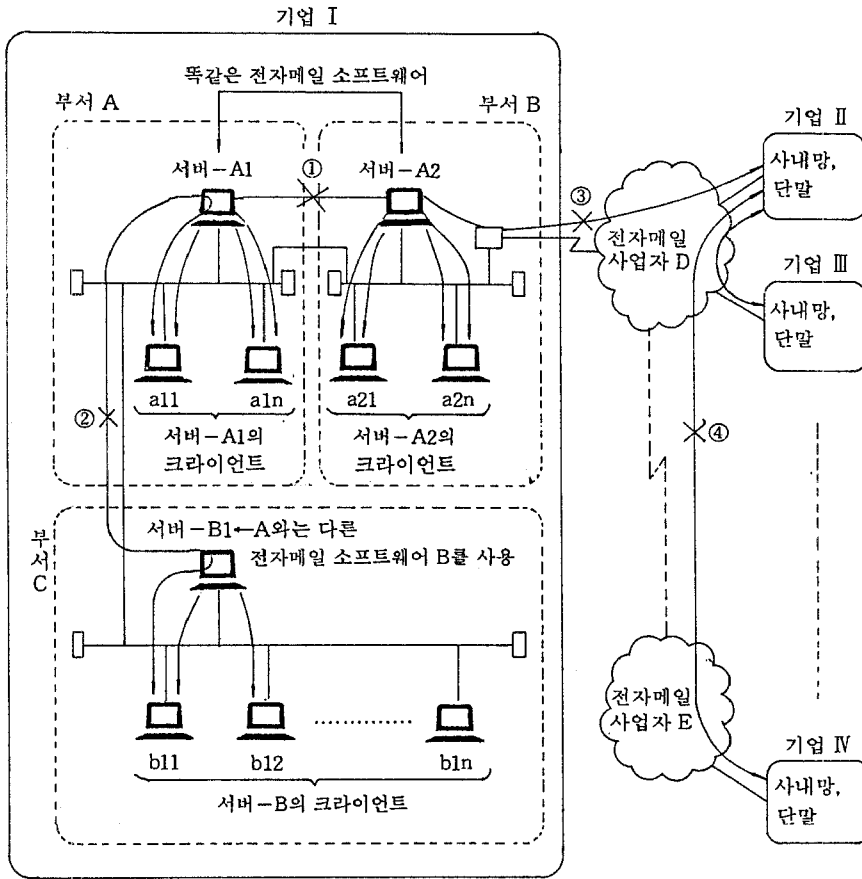 기업 Ⅰ
똑같은 전자메일 소프트웨어
부서 A
부서 B
서버-A1
①
서버-A2
a11
a1n
a21
a2n
서버-A1의
크라이언트
서버-A2의
크라이언트
②
부서 C
서버-B1←A와는 다른
전자메일 소프트웨어 B를 사용
b11
b12
b1n
서버-B의 크라이언트
③
전자메일
사업자 D
기업 Ⅱ
사내망,
단말
기업 Ⅲ
사내망,
단말
④
전자메일
사업자 E
기업 Ⅳ
사내망,
단말